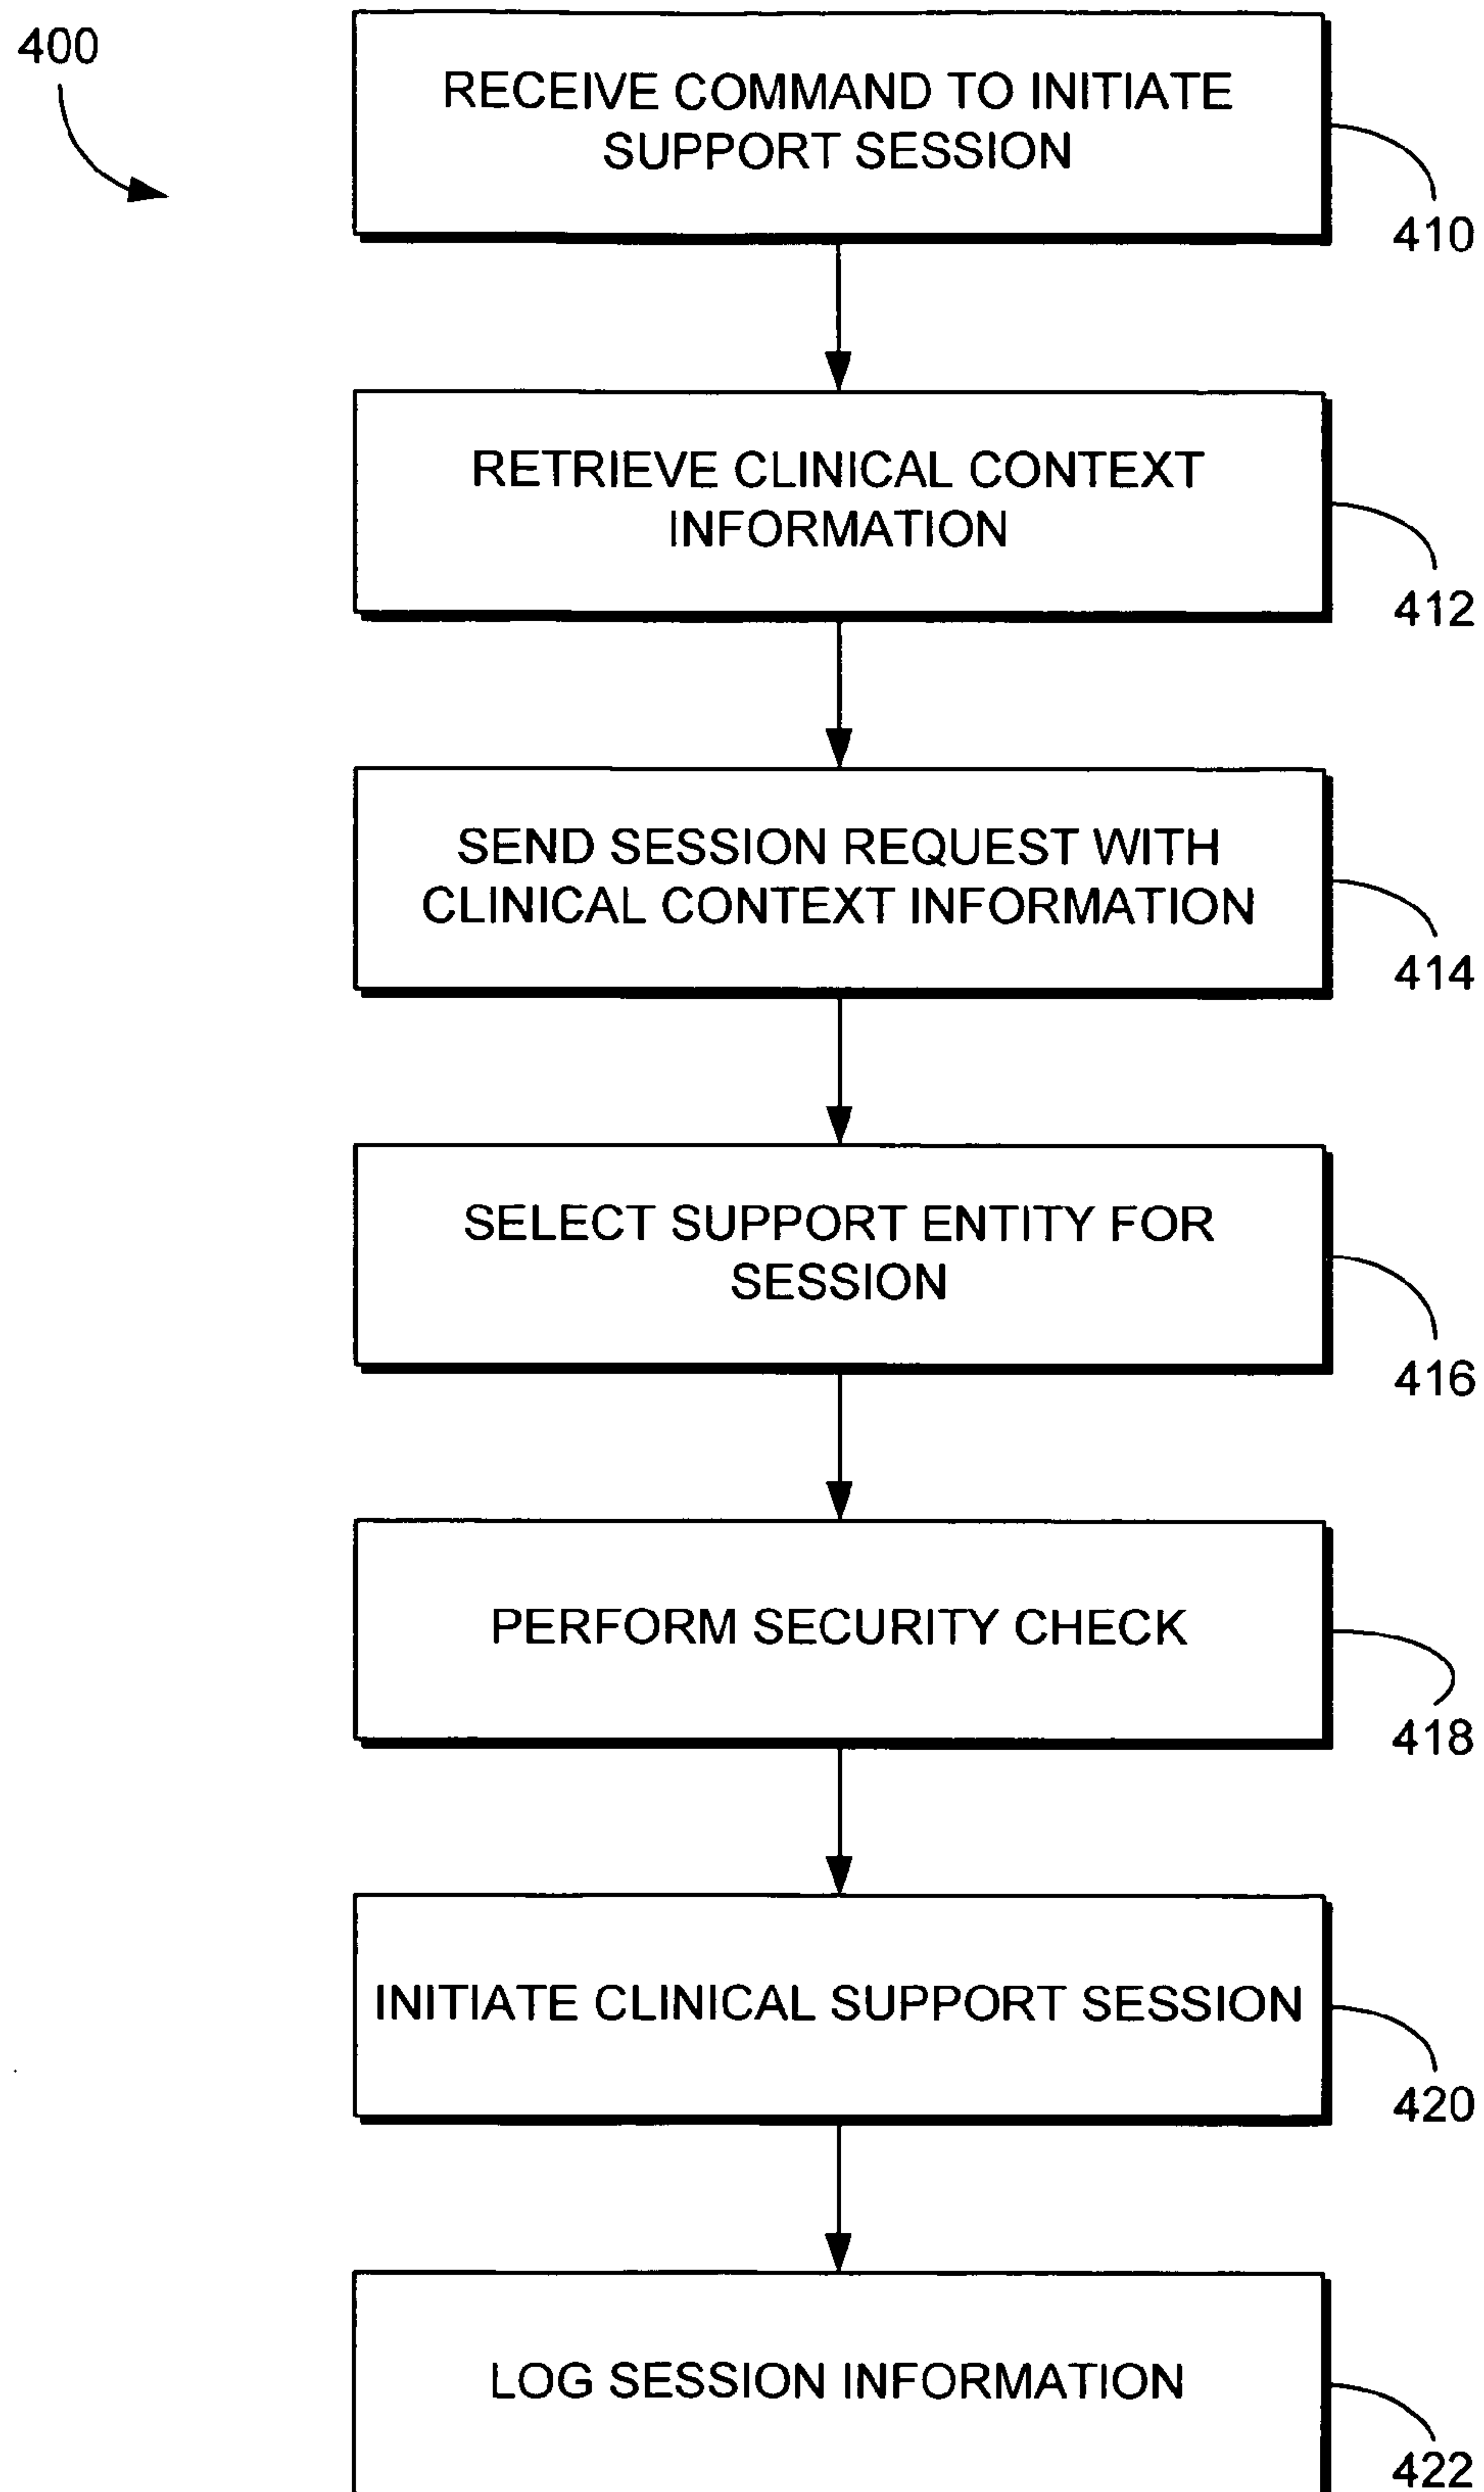 400
RECEIVE COMMAND TO INITIATE
SUPPORT SESSION
410
RETRIEVE CLINICAL CONTEXT
INFORMATION
412
SEND SESSION REQUEST WITH
CLINICAL CONTEXT INFORMATION
414
SELECT SUPPORT ENTITY FOR
SESSION
416
PERFORM SECURITY CHECK
418
INITIATE CLINICAL SUPPORT SESSION
420
LOG SESSION INFORMATION
422